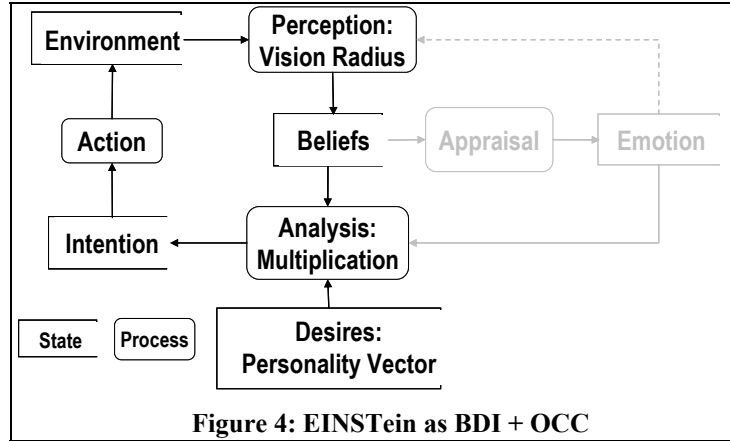 Environment
Perception:
Vision Radius
Action
Beliefs
Appraisal
Emotion
Intention
Analysis:
Multiplication
State
Process
Desires:
Personality Vector
Figure 4: EINSTein as BDI + OCC